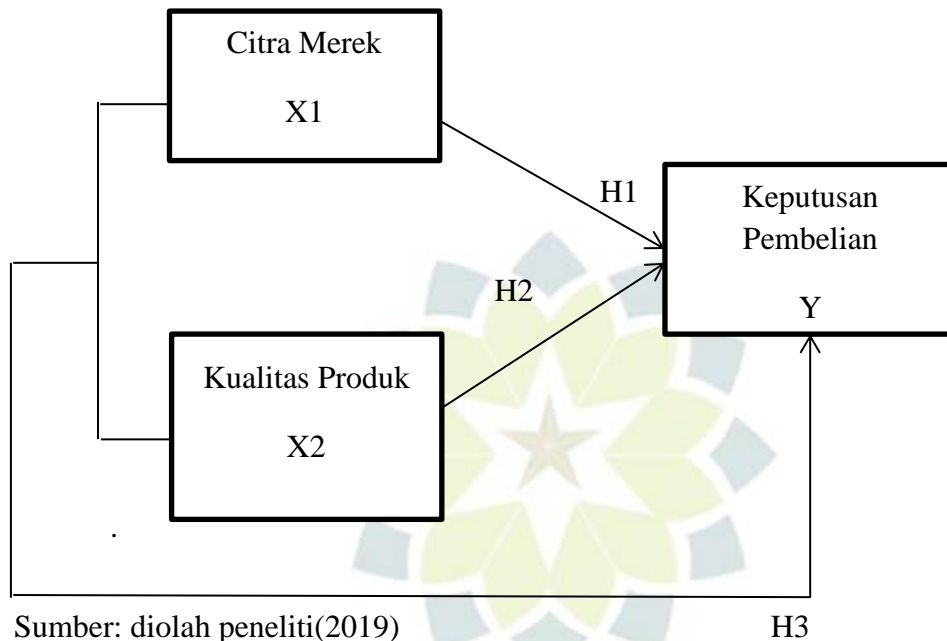 Citra Merek
X1
H1
Keputusan
Pembelian
Y
H2
Kualitas Produk
X2
.
Sumber: diolah peneliti(2019)
H3